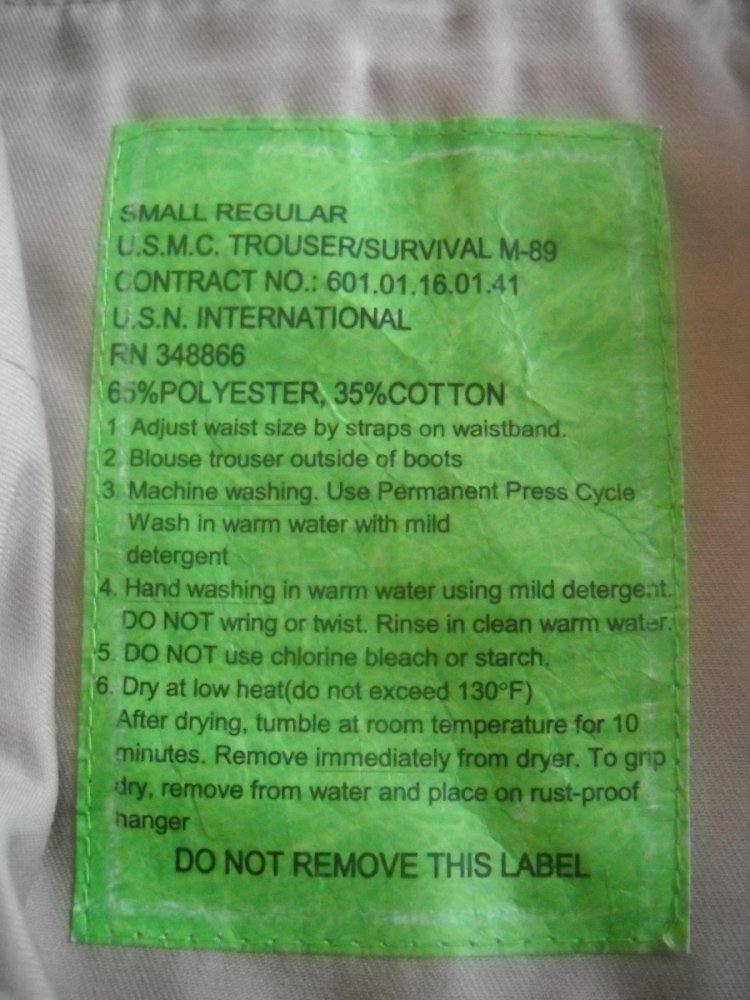 SMALL REGULAR
U.S.M.C. TROUSER/SURVIVAL M-89
CONTRACT NO.: 601.01.16.01.41
U.S.N. INTERNATIONAL
RN 348866
65%POLYESTER, 35%COTTON
1 Adjust waist size by straps on waistband.
2. Blouse trouser outside of boots
3. Machine washing. Use Permanent Press Cycle
Wash in warm water with mild
detergent
4. Hand washing in warm water using mild detergent.
DO NOT wring or twist. Rinse in clean warm water.
5. DO NOT use chlorine bleach or starch.
6. Dry at low heat(do not exceed 130°F)
After drying, tumble at room temperature for 10
minutes. Remove immediately from dryer. To grip
dry, remove from water and place on rust-proof
hanger
DO NOT REMOVE THIS LABEL